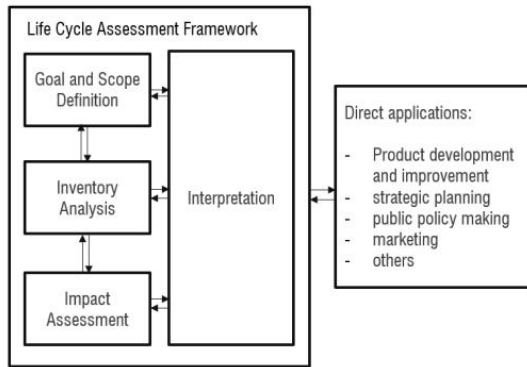 Life Cycle Assessment Framework
Goal and Scope
Definition
Inventory
Analysis
Impact
Assessment
Interpretation
Direct applications:
- Product development
and improvement
- strategic planning
- public policy making
- marketing
- others